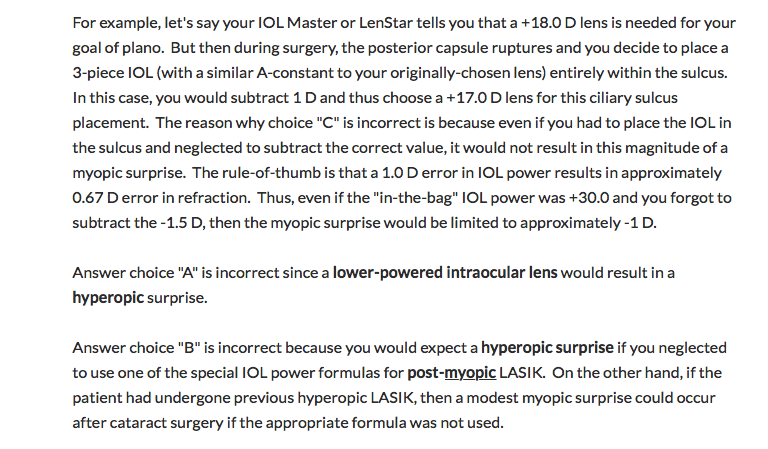 For example, let's say your IOL Master or LenStar tells you that a +18.0 D lens is needed for your
goal of plano.  But then during surgery, the posterior capsule ruptures and you decide to place a
3-piece IOL (with a similar A-constant to your originally-chosen lens) entirely within the sulcus.
In this case, you would subtract 1 D and thus choose a +17.0 D lens for this ciliary sulcus
placement.  The reason why choice "C" is incorrect is because even if you had to place the IOL in
the sulcus and neglected to subtract the correct value, it would not result in this magnitude of a
myopic surprise.  The rule-of-thumb is that a 1.0 D error in IOL power results in approximately
0.67 D error in refraction.  Thus, even if the "in-the-bag" IOL power was +30.0 and you forgot to
subtract the -1.5 D, then the myopic surprise would be limited to approximately -1 D.
Answer choice "A" is incorrect since a lower-powered intraocular lens would result in a
hyperopic surprise.
Answer choice "B" is incorrect because you would expect a hyperopic surprise if you neglected
to use one of the special IOL power formulas for post-myopic LASIK.  On the other hand, if the
patient had undergone previous hyperopic LASIK, then a modest myopic surprise could occur
after cataract surgery if the appropriate formula was not used.